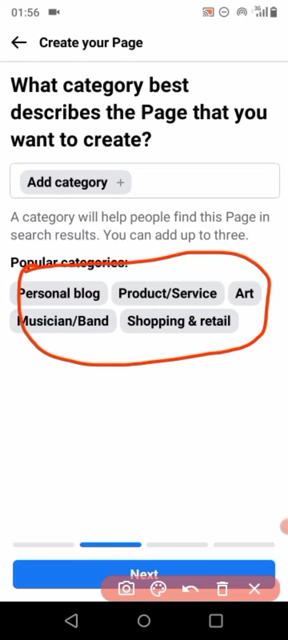 01:56
3G
Create your Page
What category best
describes the Page that you
want to create?
Add category +
A category will help people find this Page in
search results. You can add up to three.
Popular categories:
Personal blog Product/Service Art
Musician/Band Shopping & retail
Next